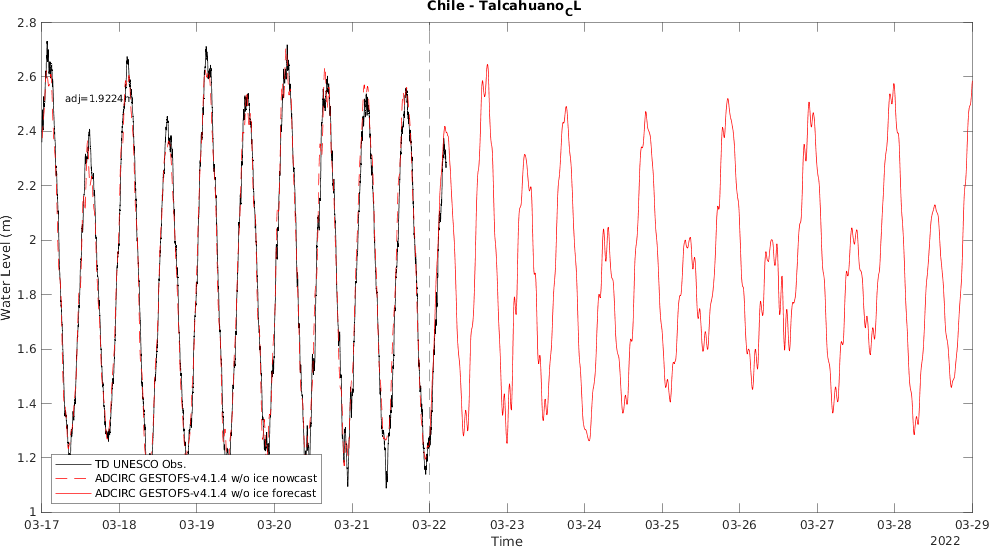 Chile - Talcahuano_CL
2.8
2.6
2.4
2.2
2
1.8
1.6
1.4
1.2
1
Water Level (m)
adj=1.9224m
TD UNESCO Obs.
ADCIRC GESTOFS-v4.1.4 w/o ice nowcast
ADCIRC GESTOFS-v4.1.4 w/o ice forecast
03-17 03-18 03-19 03-20 03-21 03-22 03-23 03-24 03-25 03-26 03-27 03-28 03-29
Time
2022